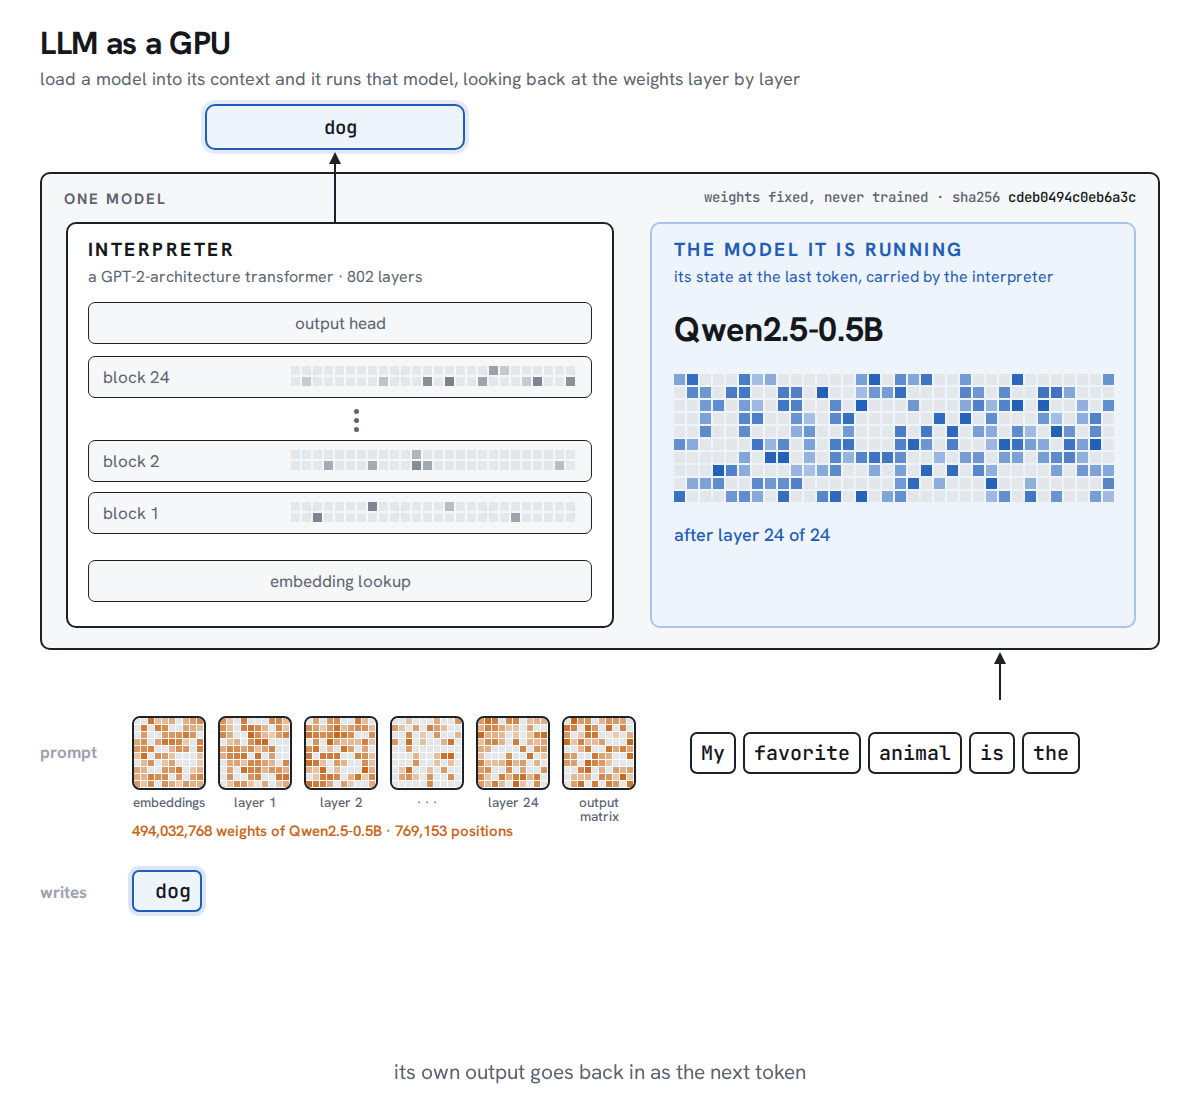 LLM as a GPU
load a model into its context and it runs that model, looking back at the weights layer by layer
dog
ONE MODEL
weights fixed, never trained · sha256 cdeb0494c0eb6a3c
INTERPRETER
a GPT-2-architecture transformer · 802 layers
output head
block 24
block 2
block 1
embedding lookup
THE MODEL IT IS RUNNING
its state at the last token, carried by the interpreter
Qwen2.5-0.5B
after layer 24 of 24
prompt
embeddings
layer 1
layer 2
· · ·
layer 24
output
matrix
494,032,768 weights of Qwen2.5-0.5B · 769,153 positions
My favorite animal is the
writes
dog
its own output goes back in as the next token